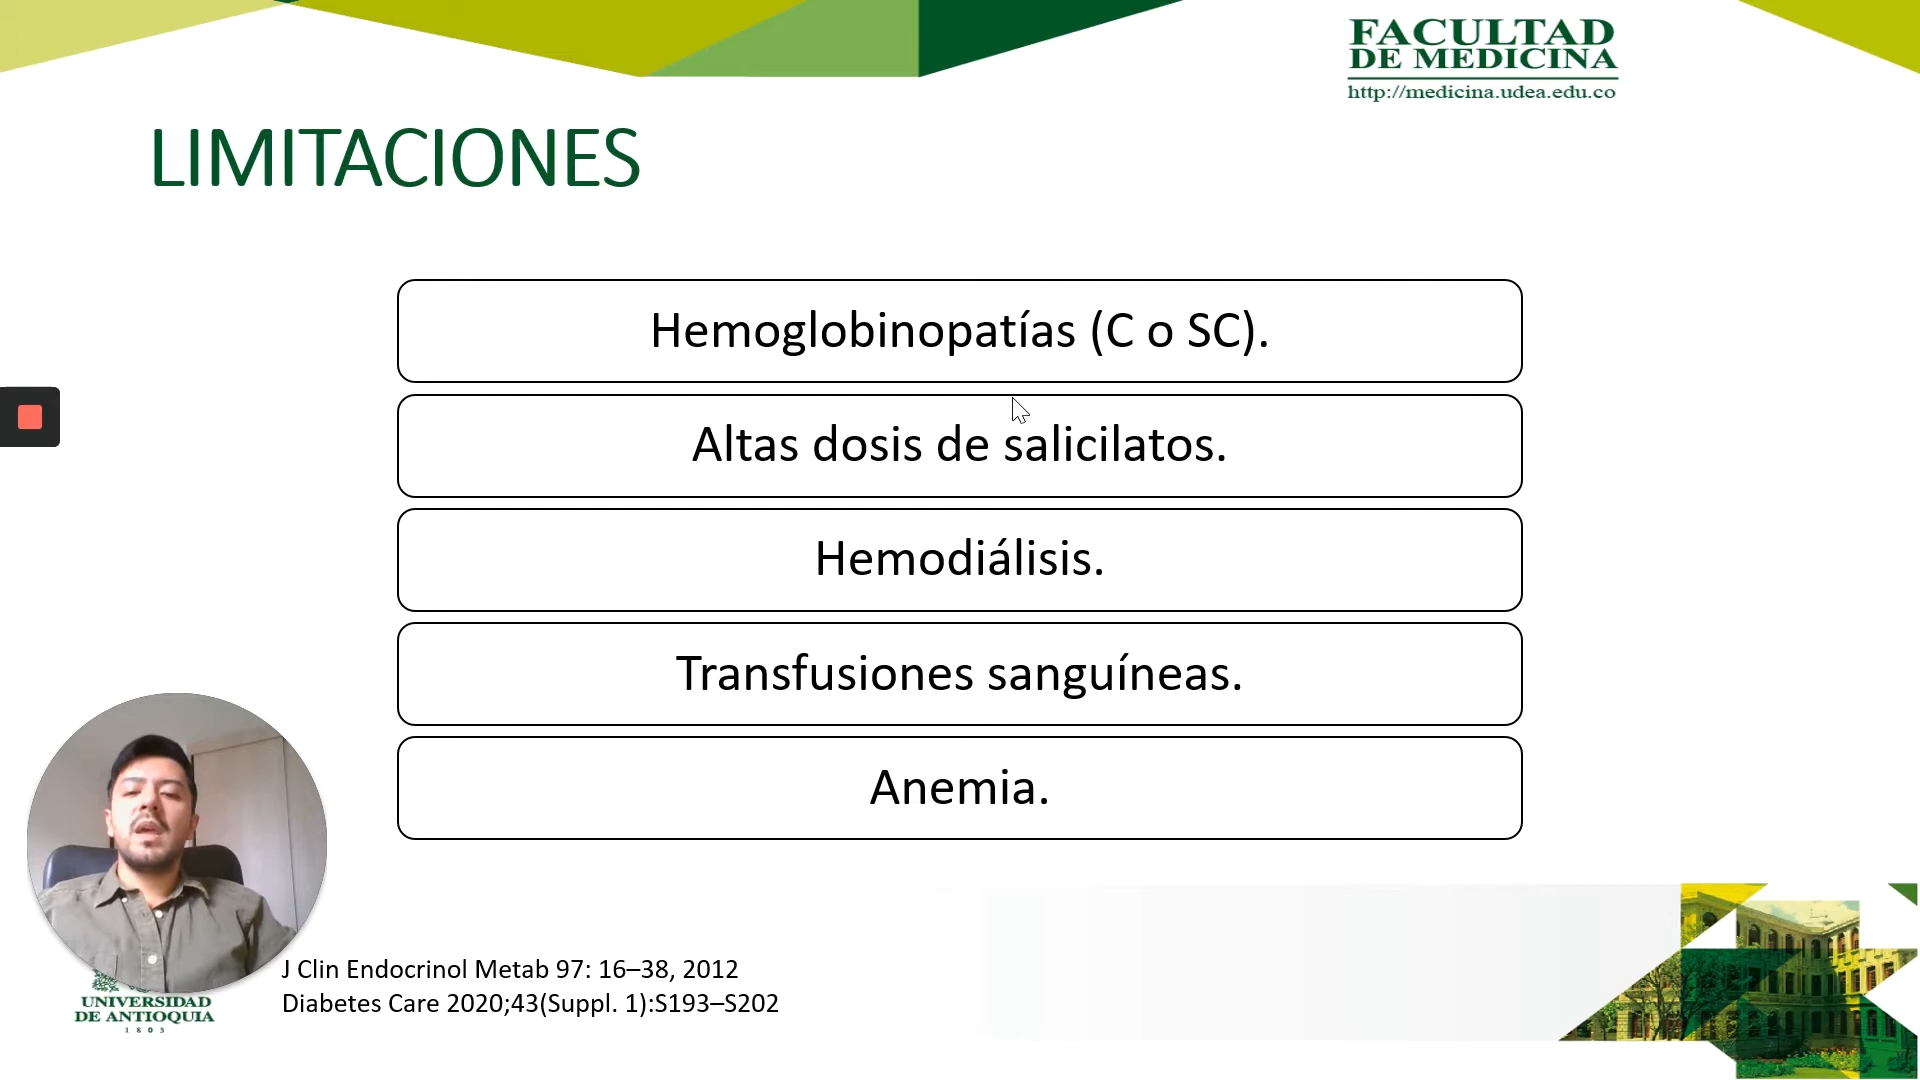 FACULTAD
DE MEDICINA
http://medicina.udea.edu.co
LIMITACIONES
Hemoglobinopatías (C o SC).
Altas dosis de salicilatos.
Hemodiálisis.
Transfusiones sanguíneas.
Anemia.
J Clin Endocrinol Metab 97: 16–38, 2012
Diabetes Care 2020;43(Suppl. 1):S193–S202
UNIVERSIDAD
DE ANTIOQUIA
1803